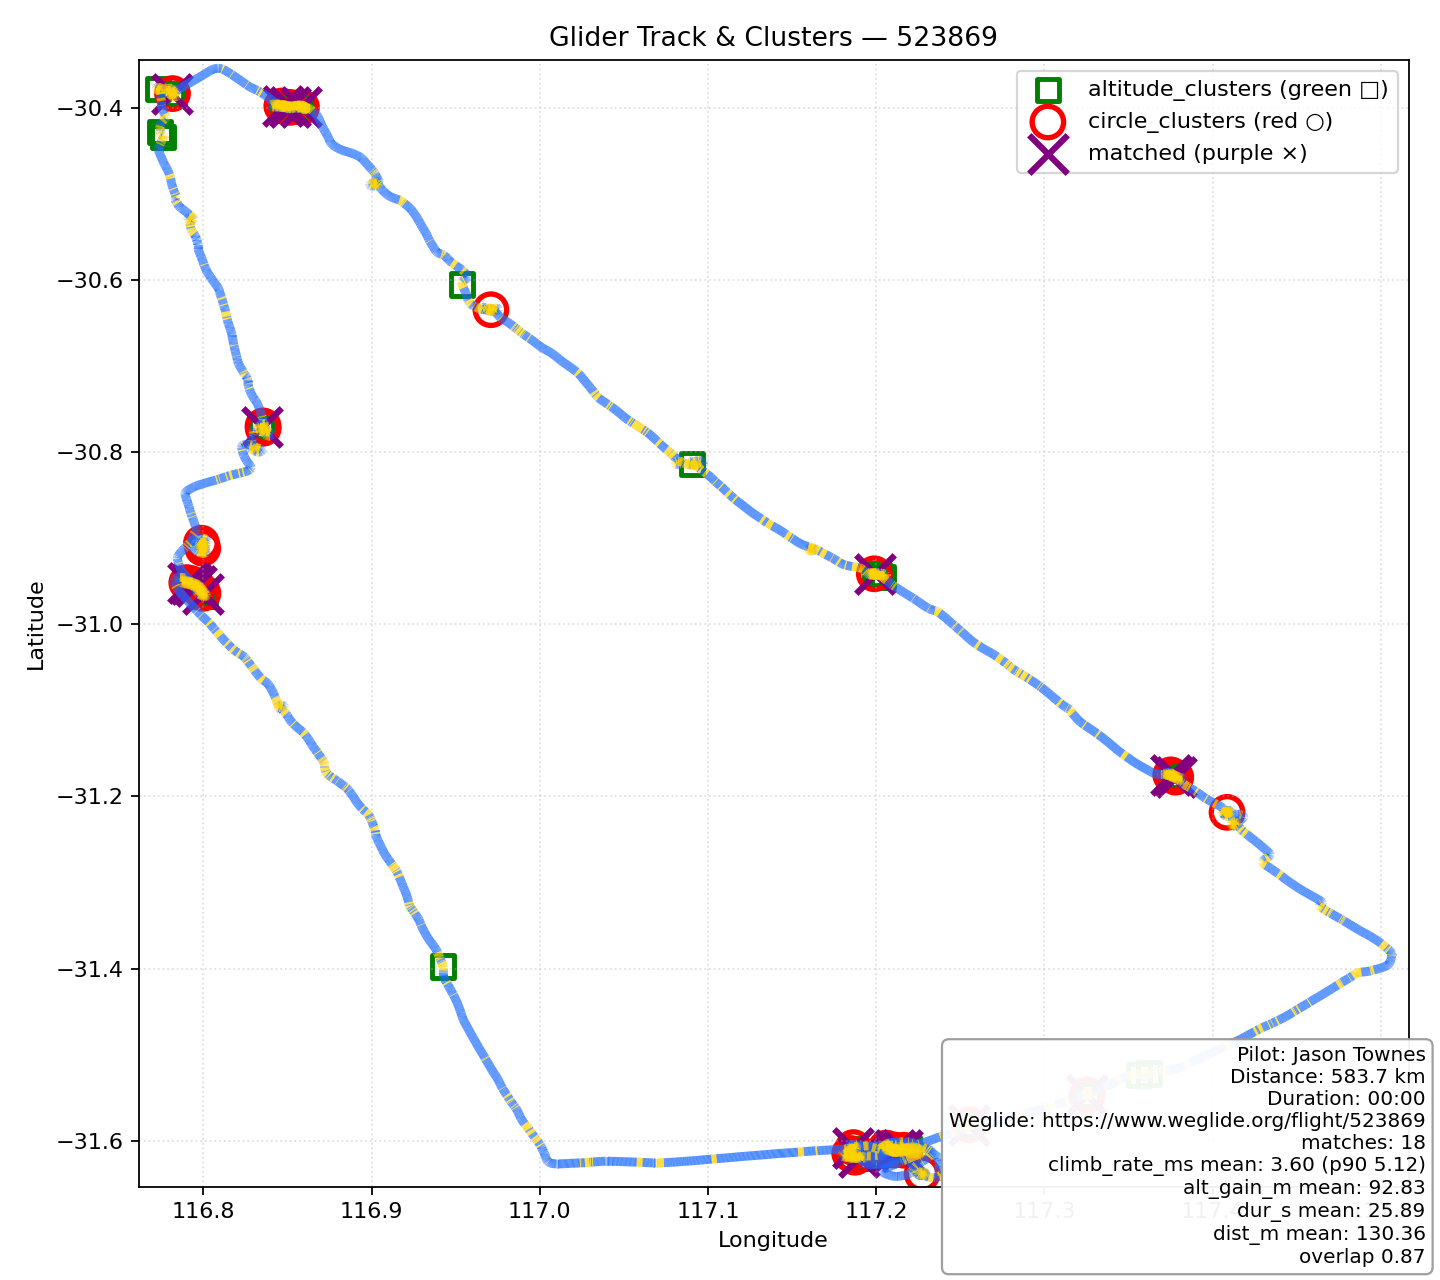 Glider Track & Clusters — 523869
altitude_clusters (green □)
circle_clusters (red ○)
matched (purple ×)
−30.4
−30.6
−30.8
−31.0
−31.2
−31.4
−31.6
Latitude
116.8
116.9
117.0
117.1
117.2
117.3
Longitude
Pilot: Jason Townes
Distance: 583.7 km
Duration: 00:00
Weglide: https://www.weglide.org/flight/523869
matches: 18
climb_rate_ms mean: 3.60 (p90 5.12)
alt_gain_m mean: 92.83
dur_s mean: 25.89
dist_m mean: 130.36
overlap 0.87